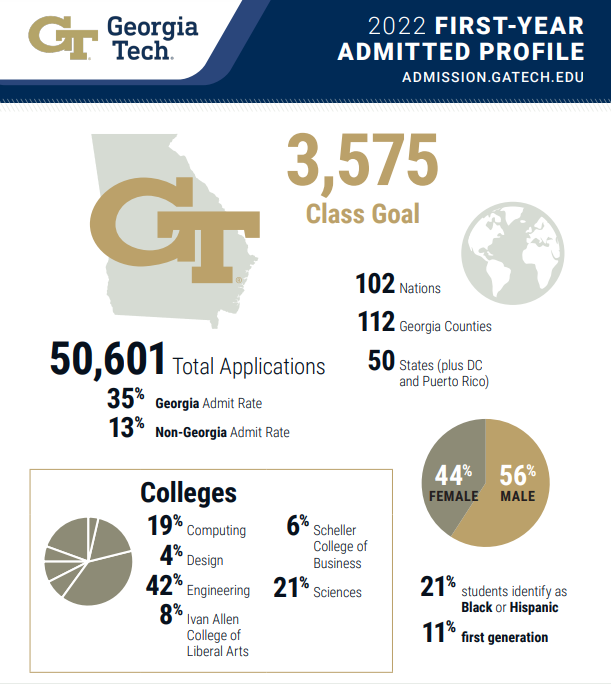 GT Georgia
Tech.
2022 FIRST-YEAR
ADMITTED PROFILE
ADMISSION.GATECH.EDU
3,575
Class Goal
GT
102 Nations
112 Georgia Counties
50 States (plus DC
and Puerto Rico)
50,601 Total Applications
35% Georgia Admit Rate
13% Non-Georgia Admit Rate
44% FEMALE
56% MALE
Colleges
19% Computing
4% Design
42% Engineering
8% Ivan Allen
College of
Liberal Arts
6% Scheller
College of
Business
21% Sciences
21% students identify as
Black or Hispanic
11% first generation